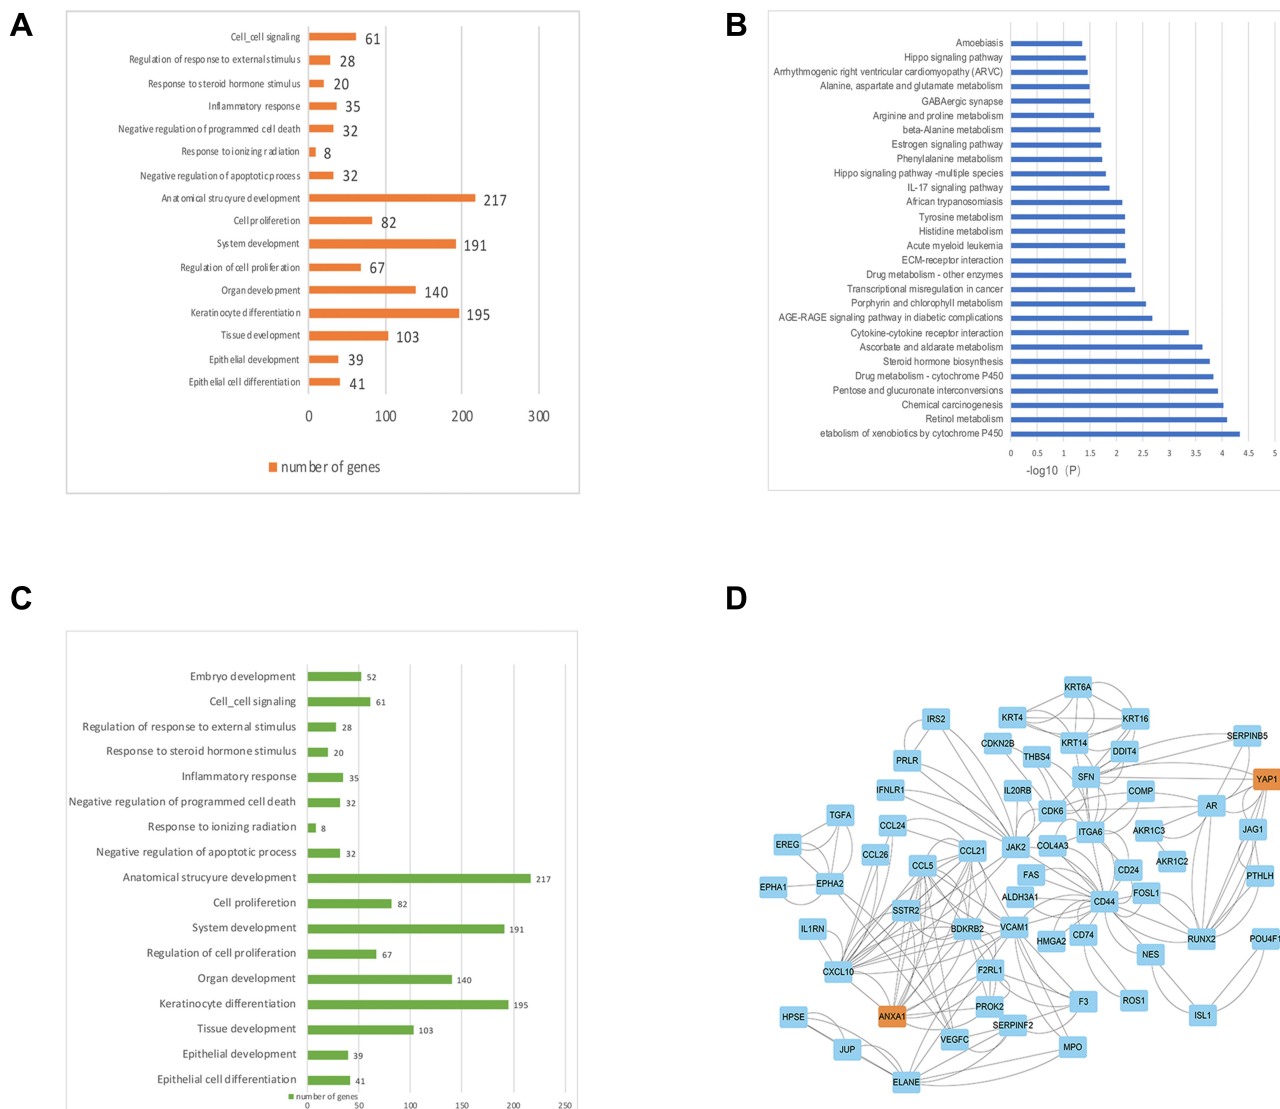 A
Cell_cell signaling 61
Regulation of response to external stimulus 28
Response to steroid hormone stimulus 20
Inflammatory response 35
Negative regulation of programmed cell death 32
Response to ionizing radiation 8
Negative regulation of apoptotic process 32
Anatomical strucyure development 217
Cell proliferetion 82
System development 191
Regulation of cell proliferation 67
Organ development 140
Keratinocyte differentiation 195
Tissue development 103
Epithelial development 39
Epithelial cell differentiation 41
0 100 200 300
number of genes
B
Amoebiasis
Hippo signaling pathway
Arrhythmogenic right ventricular cardiomyopathy (ARVC)
Alanine, aspartate and glutamate metabolism
GABAergic synapse
Arginine and proline metabolism
beta-Alanine metabolism
Estrogen signaling pathway
Phenylalanine metabolism
Hippo signaling pathway -multiple species
IL-17 signaling pathway
African trypanosomiasis
Tyrosine metabolism
Histidine metabolism
Acute myeloid leukemia
ECM-receptor interaction
Drug metabolism - other enzymes
Transcriptional misregulation in cancer
Porphyrin and chlorophyll metabolism
AGE-RAGE signaling pathway in diabetic complications
Cytokine-cytokine receptor interaction
Ascorbate and aldarate metabolism
Steroid hormone biosynthesis
Drug metabolism - cytochrome P450
Pentose and glucuronate interconversions
Chemical carcinogenesis
Retinol metabolism
etabolism of xenobiotics by cytochrome P450
0 0.5 1 1.5 2 2.5 3 3.5 4 4.5 5
-log10 (P)
C
Embryo development 52
Cell_cell signaling 61
Regulation of response to external stimulus 28
Response to steroid hormone stimulus 20
Inflammatory response 35
Negative regulation of programmed cell death 32
Response to ionizing radiation 8
Negative regulation of apoptotic process 32
Anatomical strucyure development 217
Cell proliferetion 82
System development 191
Regulation of cell proliferation 67
Organ development 140
Keratinocyte differentiation 195
Tissue development 103
Epithelial development 39
Epithelial cell differentiation 41
number of genes
0 50 100 150 200 250
D
KRT6A
IRS2
KRT4
KRT16
SERPINB5
CDKN2B
KRT14
DDIT4
THBS4
PRLR
SFN
YAP1
IFNLR1
IL20RB
COMP
AR
CDK6
TGFA
CCL24
ITGA6
AKR1C3
JAG1
EREG
CCL26
CCL21
JAK2
COL4A3
AKR1C2
CCL5
CD24
FAS
PTHLH
EPHA1
EPHA2
ALDH3A1
FOSL1
CD44
SSTR2
IL1RN
BDKRB2
VCAM1
HMGA2
CD74
RUNX2
POU4F1
NES
CXCL10
F2RL1
F3
ROS1
PROK2
HPSE
ANXA1
SERPINF2
ISL1
VEGFC
JUP
MPO
ELANE